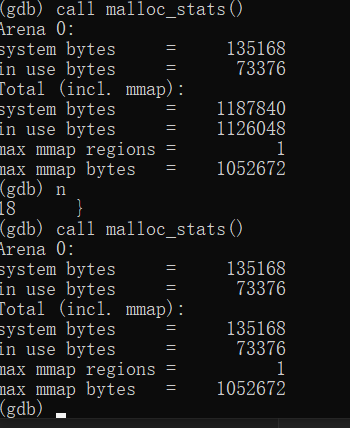 (gdb) call malloc_stats()
Arena 0:
system bytes     =     135168
in use bytes     =      73376
Total (incl. mmap):
system bytes     =    1187840
in use bytes     =    1126048
max mmap regions =          1
max mmap bytes   =    1052672
(gdb) n
18      }
(gdb) call malloc_stats()
Arena 0:
system bytes     =     135168
in use bytes     =      73376
Total (incl. mmap):
system bytes     =     135168
in use bytes     =      73376
max mmap regions =          1
max mmap bytes   =    1052672
(gdb)